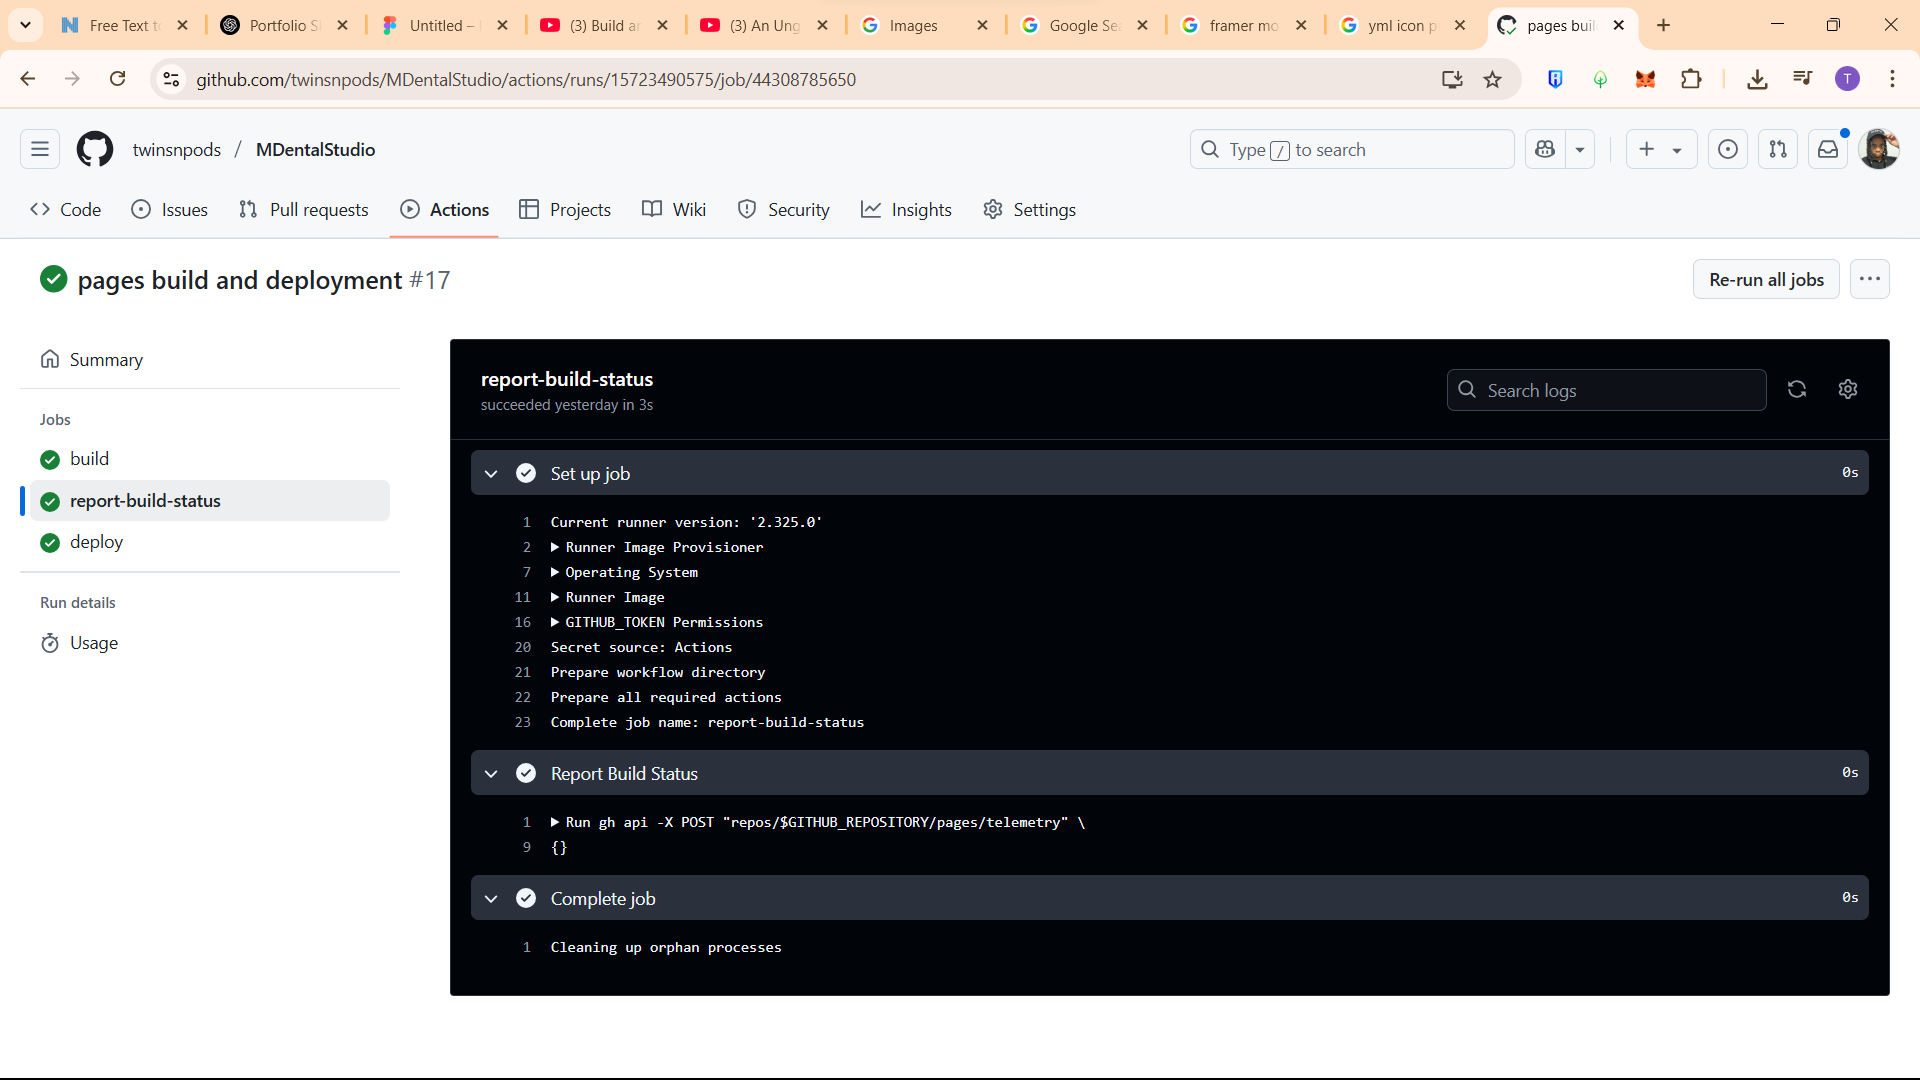 Free Text to
Portfolio S
Untitled –
(3) Build an
(3) An Ung
Images
Google Sea
framer mo
yml icon p
pages buil
github.com/twinsnpods/MDentalStudio/actions/runs/15723490575/job/44308785650
T
twinsnpods / MDentalStudio
Type / to search
Code
Issues
Pull requests
Actions
Projects
Wiki
Security
Insights
Settings
pages build and deployment #17
Re-run all jobs
Summary
Jobs
build
report-build-status
deploy
Run details
Usage
report-build-status
succeeded yesterday in 3s
Search logs
Set up job 0s
1 Current runner version: '2.325.0'
2 Runner Image Provisioner
7 Operating System
11 Runner Image
16 GITHUB_TOKEN Permissions
20 Secret source: Actions
21 Prepare workflow directory
22 Prepare all required actions
23 Complete job name: report-build-status
Report Build Status 0s
1 Run gh api -X POST "repos/$GITHUB_REPOSITORY/pages/telemetry" \
9 {}
Complete job 0s
1 Cleaning up orphan processes